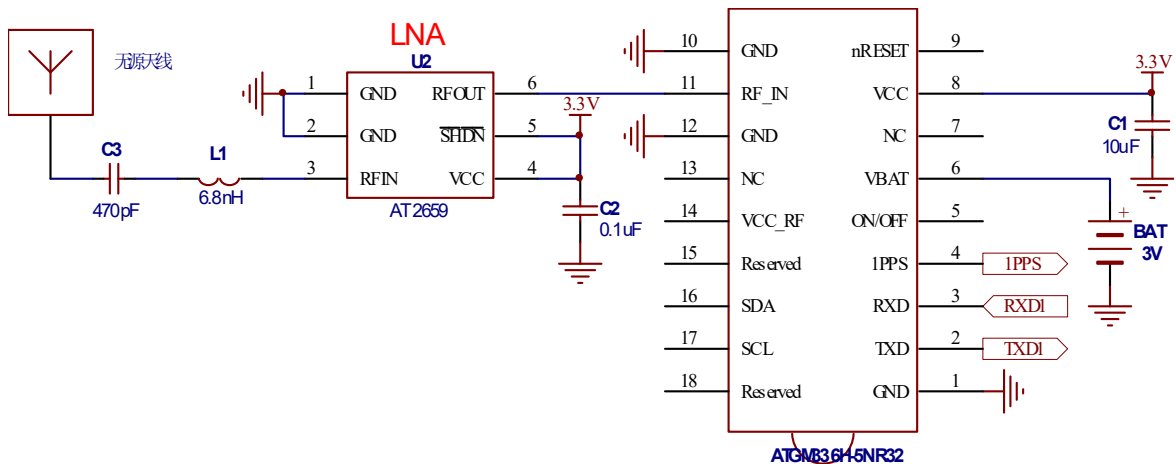 无源天线
C3
470pF
L1
6.8nH
LNA
U2
1 GND RFOUT 6
2 GND SHDN 5
3 RFIN VCC 4
AT2659
3.3V
C2
0.1uF
10 GND nRESET 9
11 RF_IN VCC 8
12 GND NC 7
13 NC VBAT 6
14 VCC_RF ON/OFF 5
15 Reserved 1PPS 4 1PPS
16 SDA RXD 3 RXD1
17 SCL TXD 2 TXD1
18 Reserved GND 1
ATGM336H-5NR32
3.3V
C1
10uF
+
BAT
3V